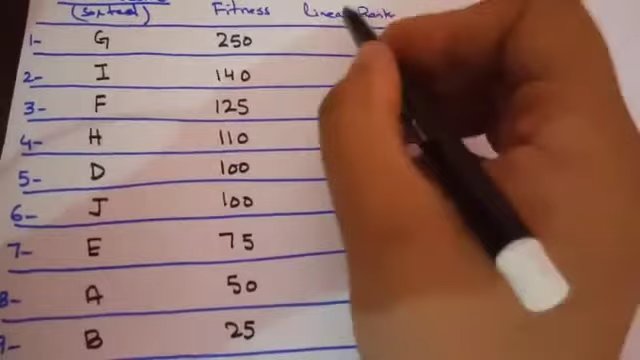 (sorted) Fitness Linear Rank
1- G 250
2- I 140
3- F 125
4- H 110
5- D 100
6- J 100
7- E 75
8- A 50
9- B 25